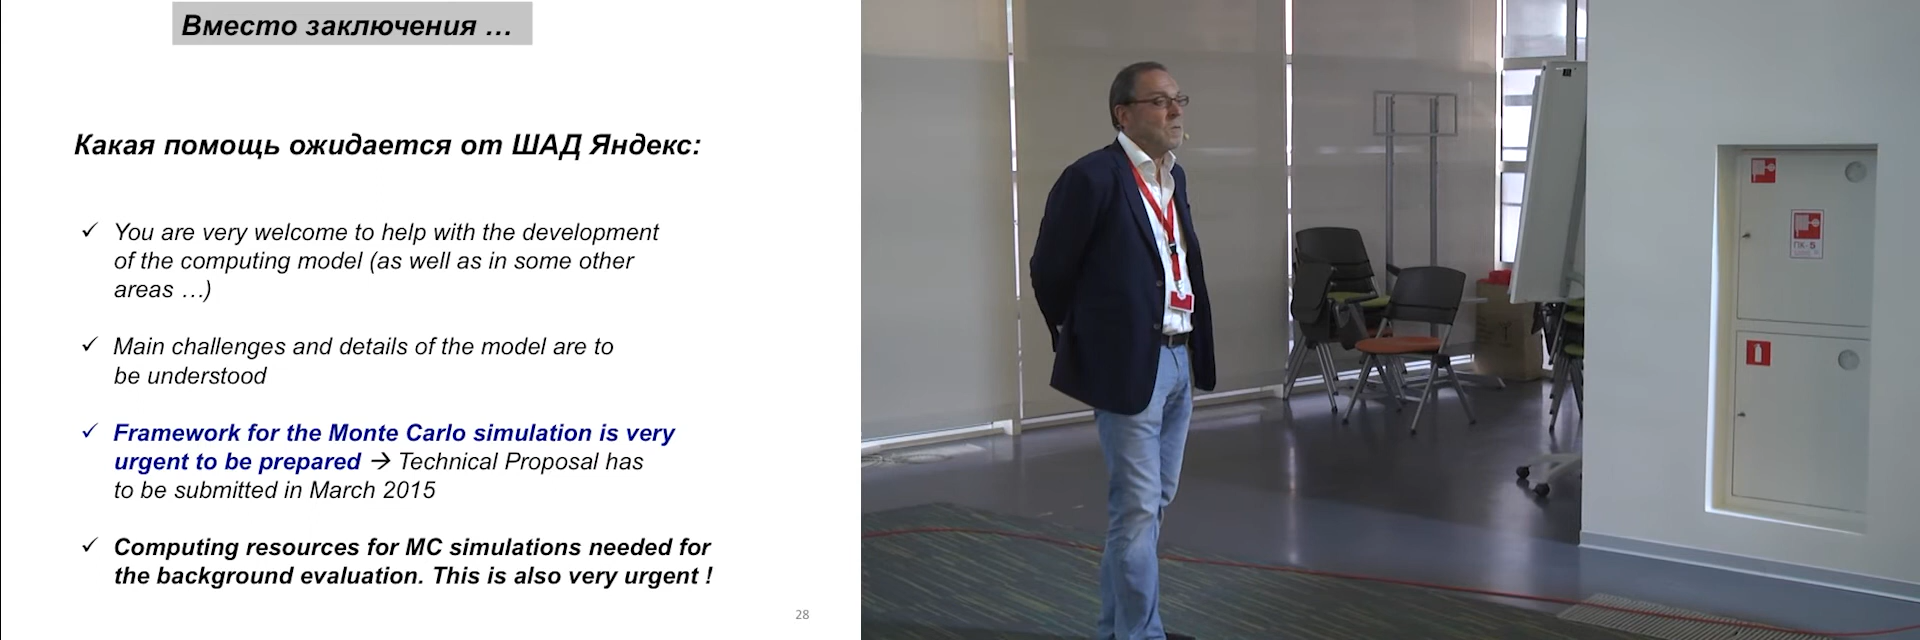 Вместо заключения …
Какая помощь ожидается от ШАД Яндекс:
✓ You are very welcome to help with the development
of the computing model (as well as in some other
areas …)
✓ Main challenges and details of the model are to
be understood
✓ Framework for the Monte Carlo simulation is very
urgent to be prepared → Technical Proposal has
to be submitted in March 2015
✓ Computing resources for MC simulations needed for
the background evaluation. This is also very urgent !
28
ПК-5